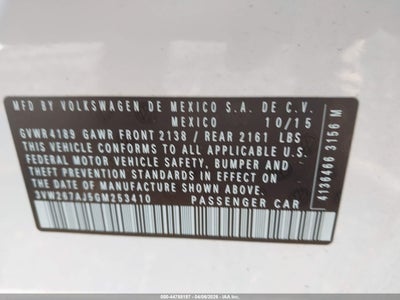 MFD BY VOLKSWAGEN DE MEXICO S.A. DE C.V.
MEXICO 10/15
GVWR 4189 GAWR FRONT 2138 / REAR 2161 LBS
THIS VEHICLE CONFORMS TO ALL APPLICABLE U.S.
FEDERAL MOTOR VEHICLE SAFETY, BUMPER AND
THEFT PREVENTION STANDARDS IN EFFECT ON THE
DATE OF MANUFACTURE SHOWN ABOVE
3VW267AJ5GM253410 PASSENGER CAR
4136466 3156 M